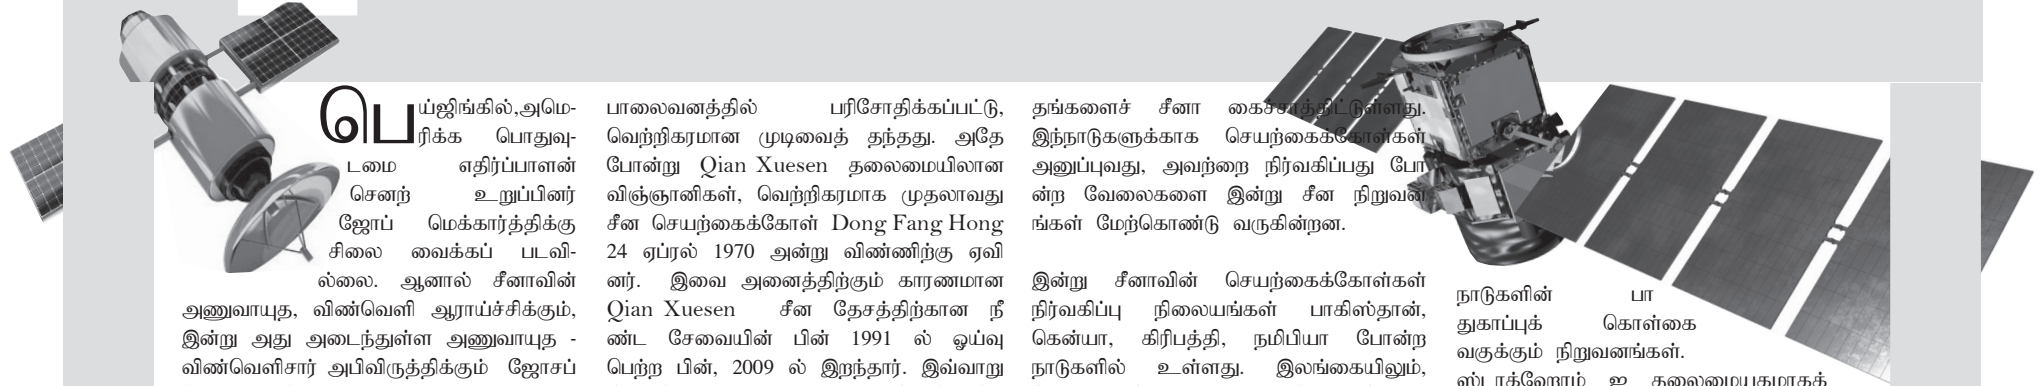 பெய்ஜிங்கில்,அமெ-
ரிக்க பொதுவு-
டமை எதிர்ப்பாளன்
செனற் உறுப்பினர்
ஜோப் மெக்கார்த்திக்கு
சிலை வைக்கப் படவி-
ல்லை. ஆனால் சீனாவின்
அணுவாயுத, விண்வெளி ஆராய்ச்சிக்கும்,
இன்று அது அடைந்துள்ள அணுவாயுத -
விண்வெளிசார் அபிவிருத்திக்கும் ஜோசப்
பாலைவனத்தில் பரிசோதிக்கப்பட்டு,
வெற்றிகரமான முடிவைத் தந்தது. அதே
போன்று Qian Xuesen தலைமையிலான
விஞ்ஞானிகள், வெற்றிகரமாக முதலாவது
சீன செயற்கைக்கோள் Dong Fang Hong
24 ஏப்ரல் 1970 அன்று விண்ணிற்கு ஏவி
னர். இவை அனைத்திற்கும் காரணமான
Qian Xuesen சீன தேசத்திற்கான நீ
ண்ட சேவையின் பின் 1991 ல் ஓய்வு
பெற்ற பின், 2009 ல் இறந்தார். இவ்வாறு
தங்களைச் சீனா கைச்சாத்திட்டுள்ளது.
இந்நாடுகளுக்காக செயற்கைக்கோள்கள்
அனுப்புவது, அவற்றை நிர்வகிப்பது போ
ன்ற வேலைகளை இன்று சீன நிறுவன
ங்கள் மேற்கொண்டு வருகின்றன.
இன்று சீனாவின் செயற்கைக்கோள்கள்
நிர்வகிப்பு நிலையங்கள் பாகிஸ்தான்,
கென்யா, கிரிபத்தி, நமிபியா போன்ற
நாடுகளில் உள்ளது. இலங்கையிலும்,
நாடுகளின் பா
துகாப்புக் கொள்கை
வகுக்கும் நிறுவனங்கள்.
ஸ்டாக்ஹோம் ஐ தலைமையகமாகக்